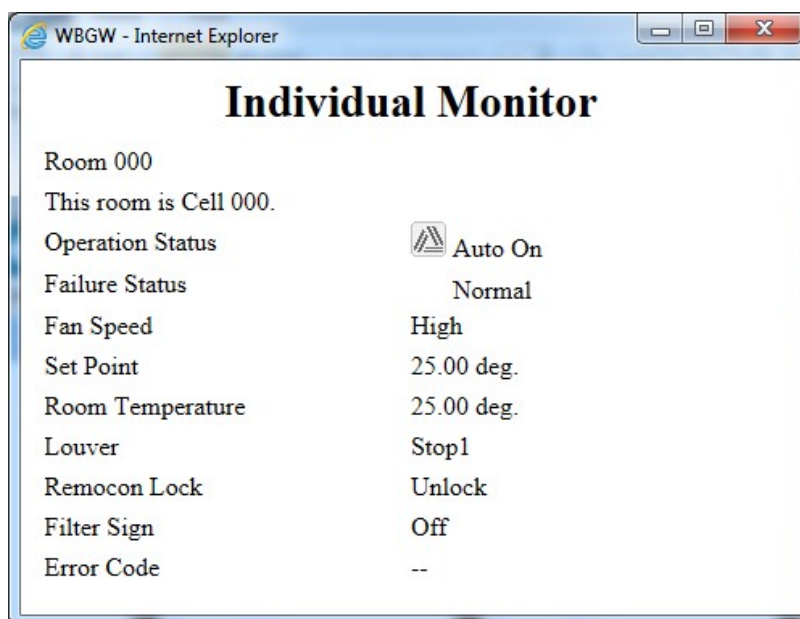 WBGW - Internet Explorer
Individual Monitor
Room 000
This room is Cell 000.
Operation Status Auto On
Failure Status Normal
Fan Speed High
Set Point 25.00 deg.
Room Temperature 25.00 deg.
Louver Stop1
Remocon Lock Unlock
Filter Sign Off
Error Code --